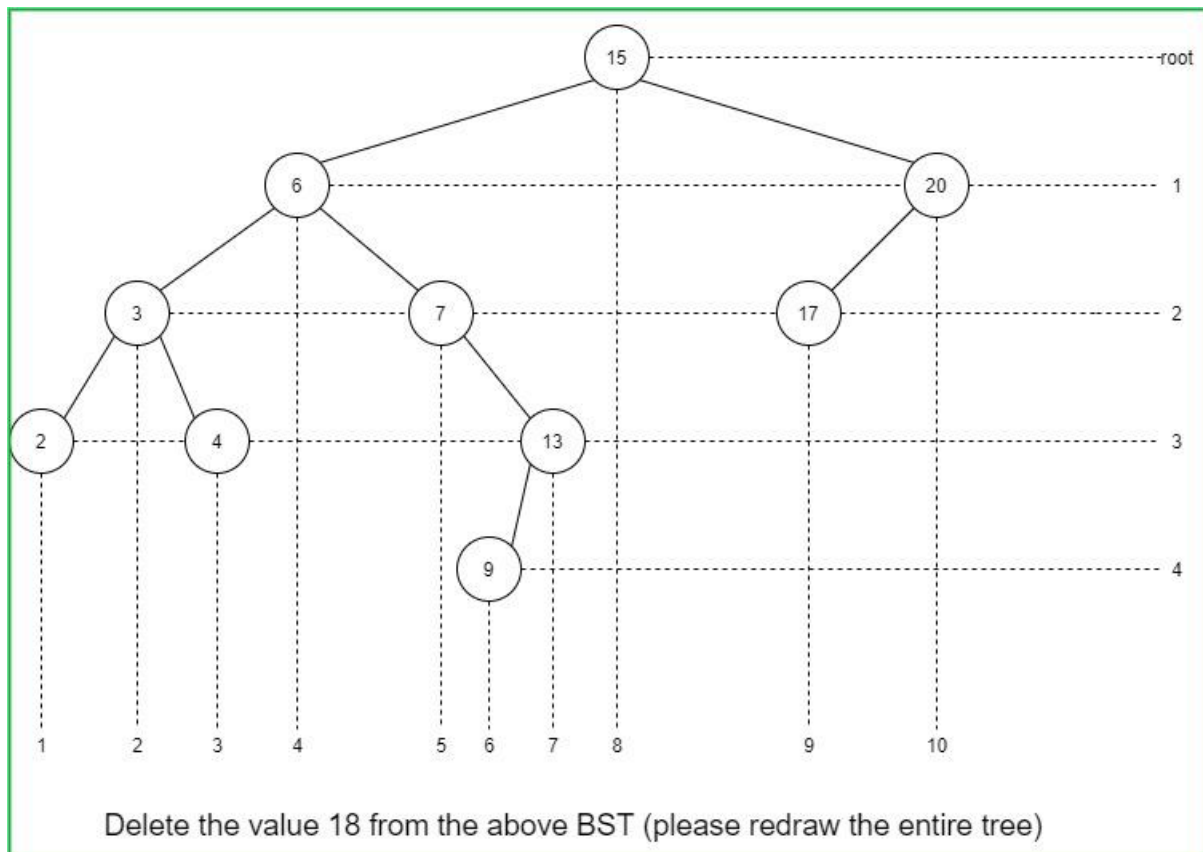 15 root
6 20 1
3 7 17 2
2 4 13 3
9 4
1 2 3 4 5 6 7 8 9 10
Delete the value 18 from the above BST (please redraw the entire tree)